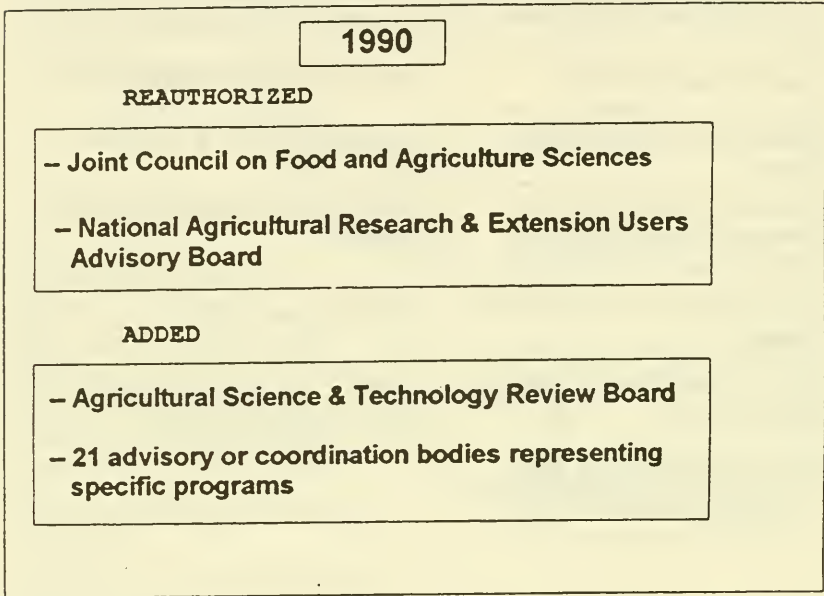 1990
REAUTHORIZED
– Joint Council on Food and Agriculture Sciences
– National Agricultural Research & Extension Users
Advisory Board
ADDED
– Agricultural Science & Technology Review Board
– 21 advisory or coordination bodies representing
specific programs